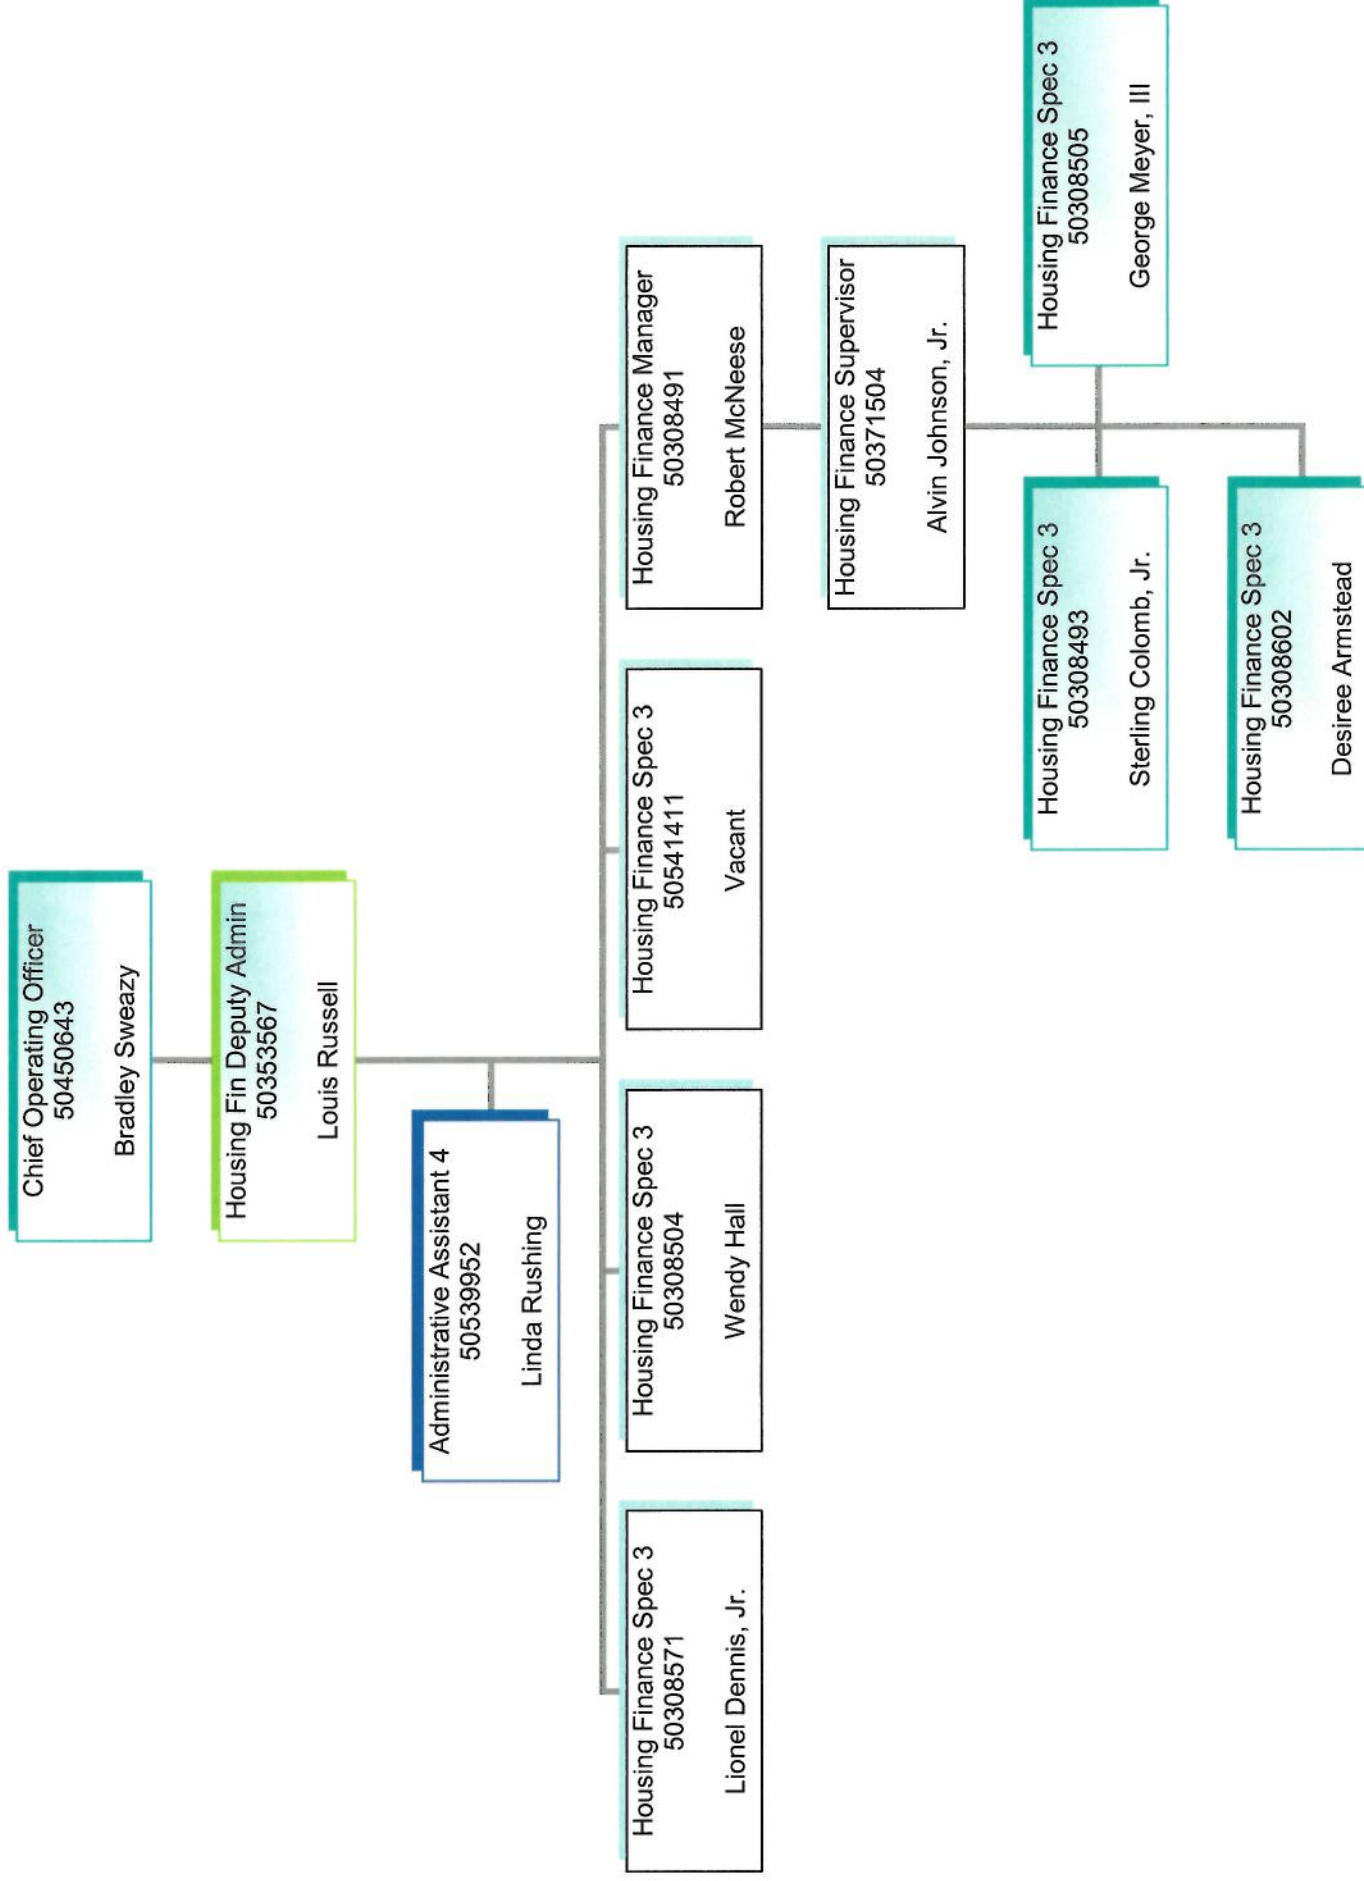 Chief Operating Officer
50450643
Bradley Sweazy
Housing Fin Deputy Admin
50353567
Louis Russell
Administrative Assistant 4
50539952
Linda Rushing
Housing Finance Spec 3
50308571
Lionel Dennis, Jr.
Housing Finance Spec 3
50308504
Wendy Hall
Housing Finance Spec 3
50541411
Vacant
Housing Finance Manager
50308491
Robert McNeese
Housing Finance Supervisor
50371504
Alvin Johnson, Jr.
Housing Finance Spec 3
50308493
Sterling Colomb, Jr.
Housing Finance Spec 3
50308505
George Meyer, III
Housing Finance Spec 3
50308602
Desiree Armstead